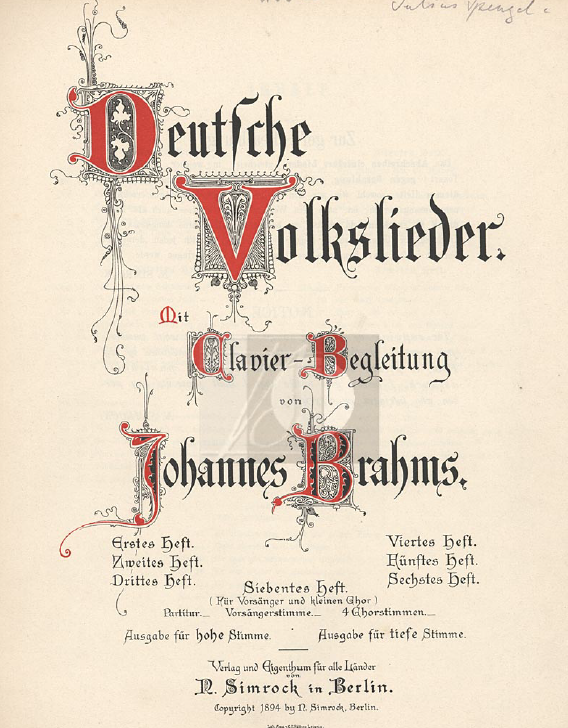 Julius Spengel
Deutſche
Volkslieder.
Mit
Clavier-Begleitung
von
Johannes Brahms.
Erstes Heft.
Zweites Heft.
Drittes Heft.
Viertes Heft.
Fünftes Heft.
Sechstes Heft.
Siebentes Heft.
(Für Vorsänger und kleinen Chor)
Partitur._ Vorsängerstimme._ 4 Chorstimmen._
Ausgabe für hohe Stimme. Ausgabe für tiefe Stimme.
Verlag und Eigenthum für alle Länder
von
N. Simrock in Berlin.
Copyright 1894 by N. Simrock, Berlin.